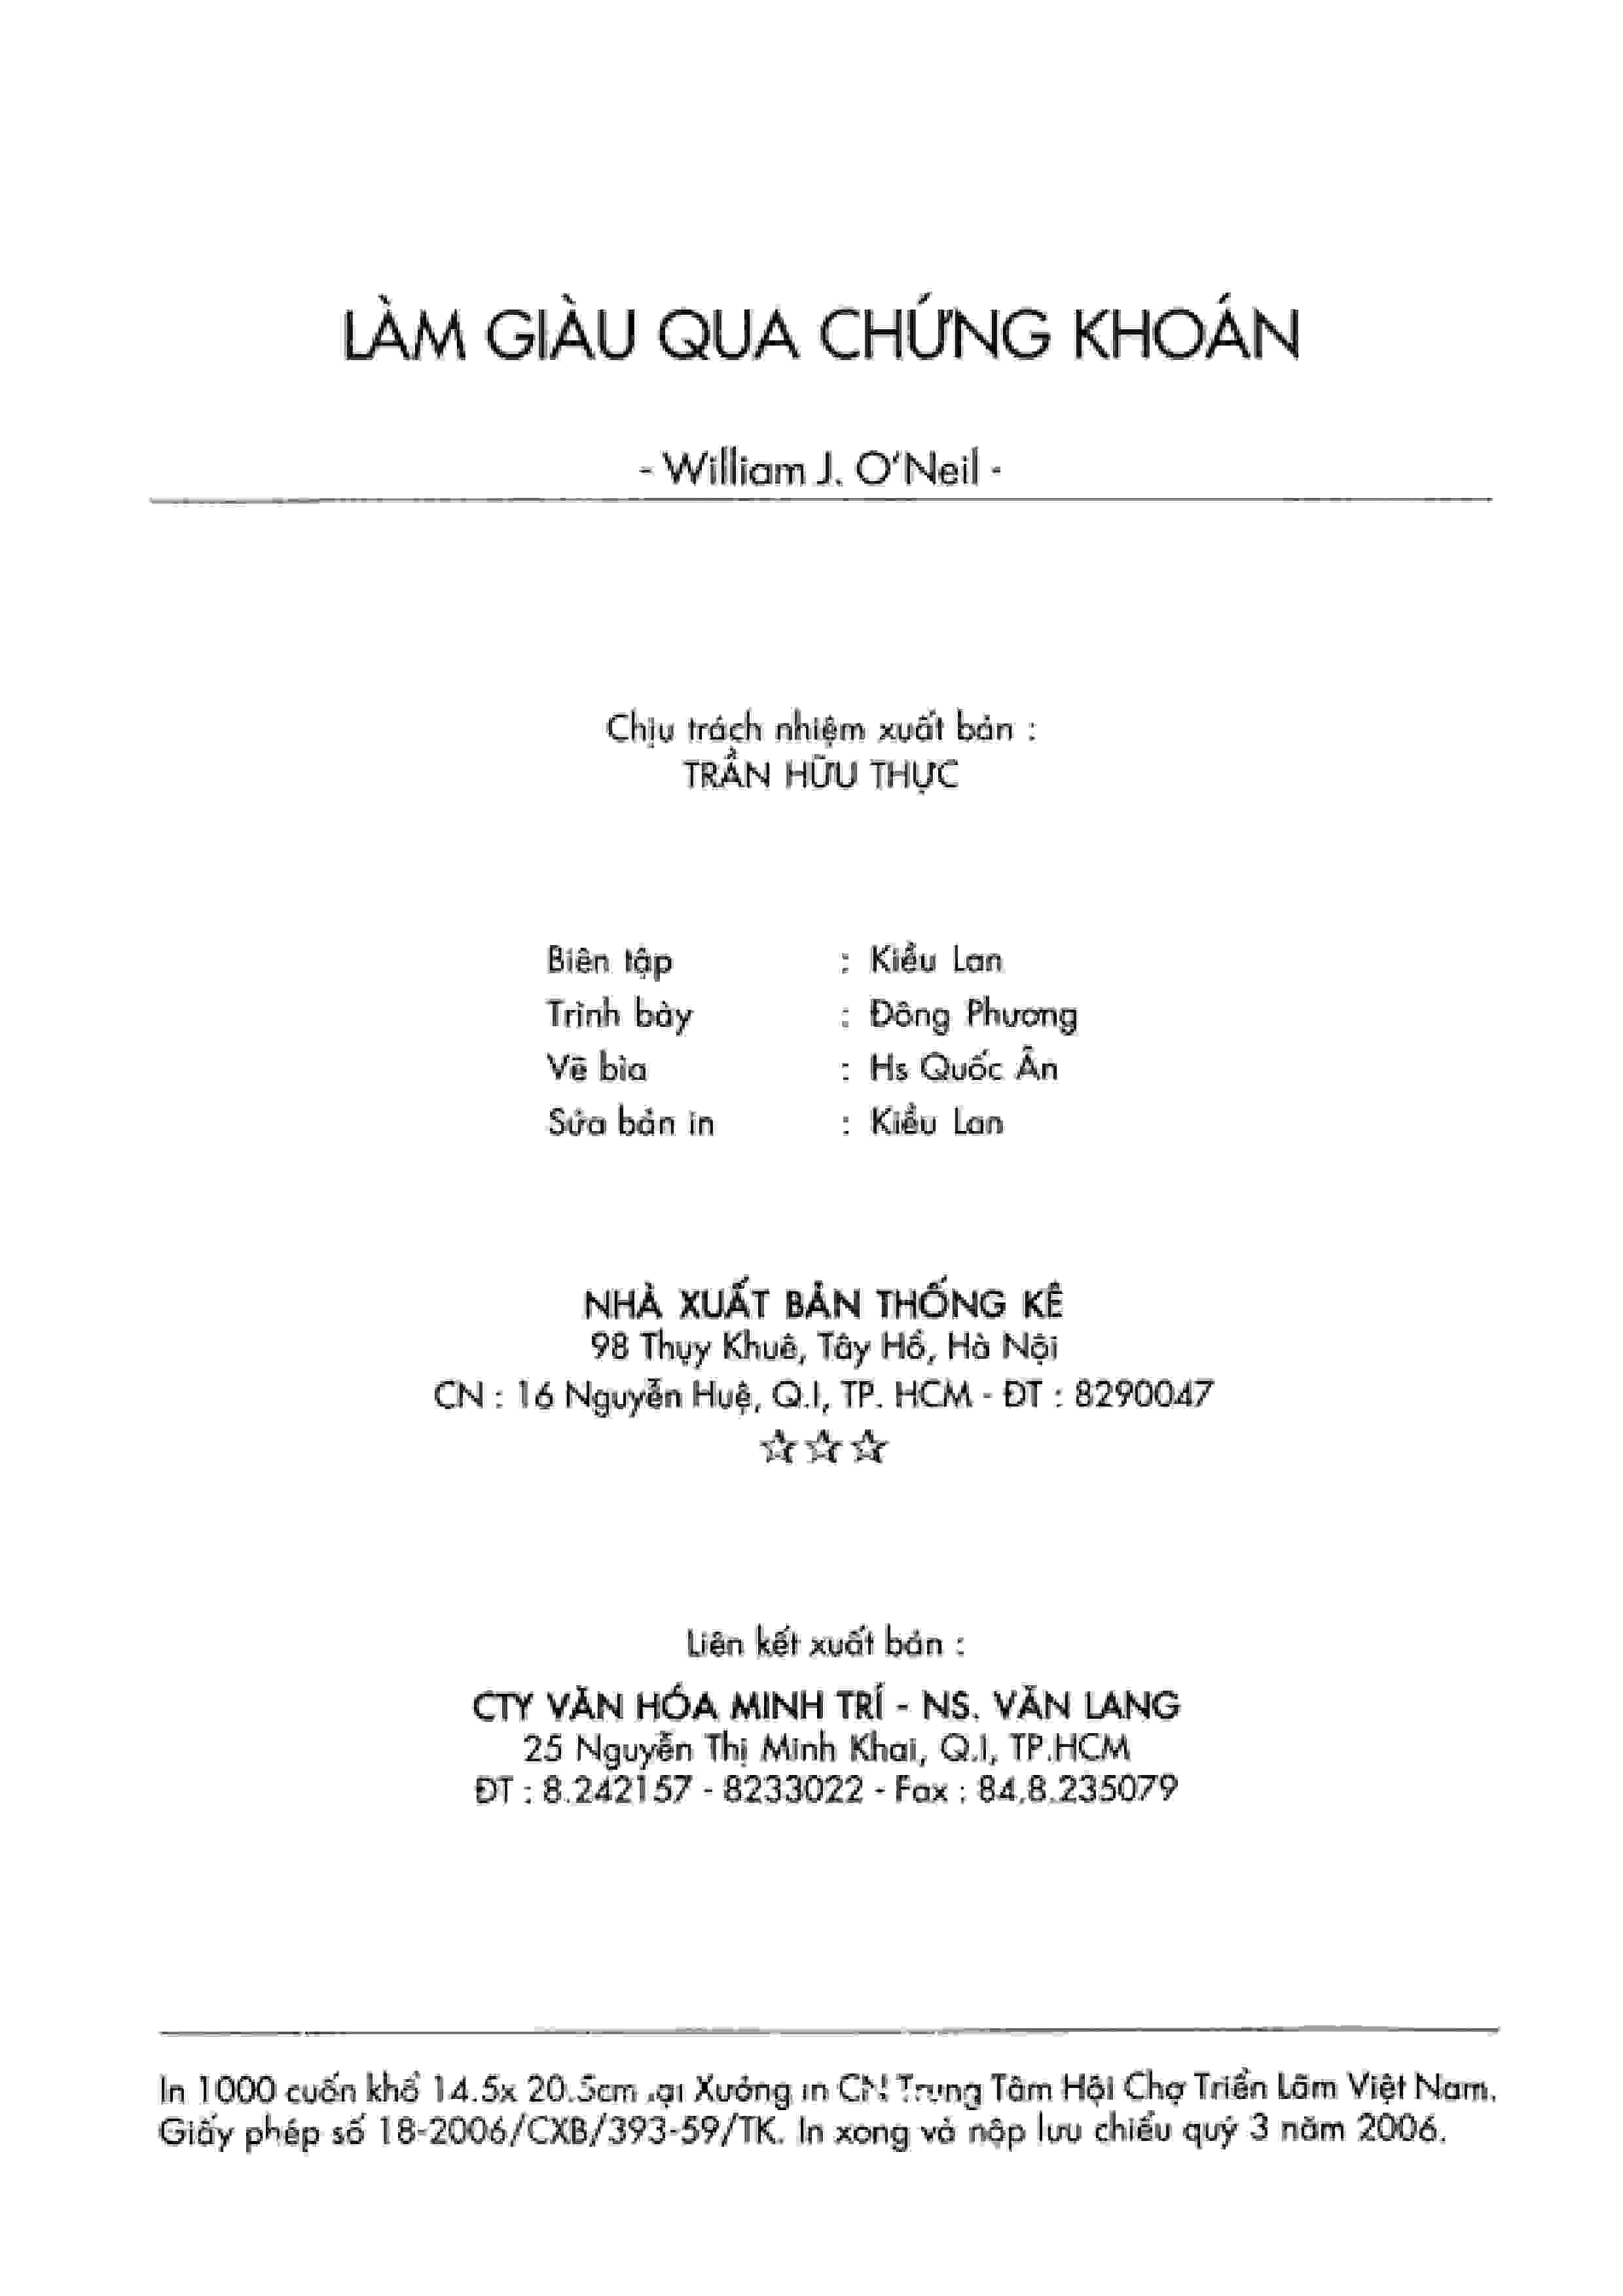 LÀM GIÀU QUA CHỨNG KHOÁN
- William J. O'Neil -
Chịu trách nhiệm xuất bản :
TRẦN HỮU THỰC
Biên tập : Kiều Lan
Trình bày : Đông Phương
Vẽ bìa : Hs Quốc Ân
Sửa bản in : Kiều Lan
NHÀ XUẤT BẢN THỐNG KÊ
98 Thụy Khuê, Tây Hồ, Hà Nội
CN : 16 Nguyễn Huệ, Q.I, TP. HCM - ĐT : 8290047
☆☆☆
Liên kết xuất bản :
CTY VĂN HÓA MINH TRÍ - NS. VĂN LANG
25 Nguyễn Thị Minh Khai, Q.I, TP.HCM
ĐT : 8.242157 - 8233022 - Fax : 84.8.235079
In 1000 cuốn khổ 14.5x 20.5cm tại Xưởng in CN Trung Tâm Hội Chợ Triển Lãm Việt Nam.
Giấy phép số 18-2006/CXB/393-59/TK. In xong và nộp lưu chiểu quý 3 năm 2006.